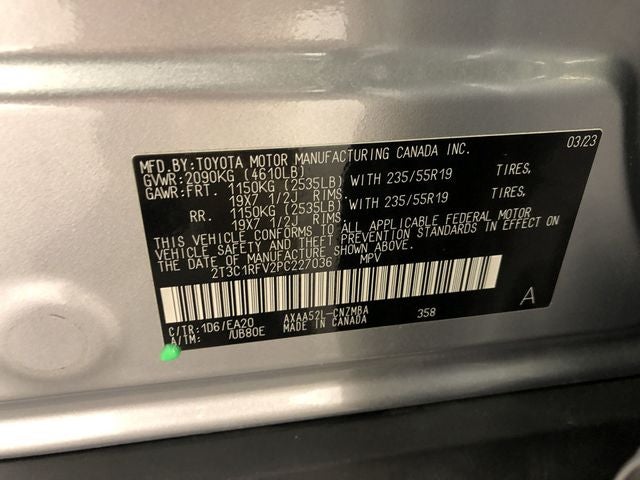 MFD.BY:TOYOTA MOTOR MANUFACTURING CANADA INC. 03/23
GVWR:2090KG (4610LB)
GAWR:FRT. 1150KG (2535LB) WITH 235/55R19 TIRES,
19X7 1/2J RIMS.
RR. 1150KG (2535LB) WITH 235/55R19 TIRES,
19X7 1/2J RIMS.
THIS VEHICLE CONFORMS TO ALL APPLICABLE FEDERAL MOTOR
VEHICLE SAFETY AND THEFT PREVENTION STANDARDS IN EFFECT ON
THE DATE OF MANUFACTURE SHOWN ABOVE.
2T3C1RFV2PC227036 MPV
C/TR:1D6/EA20 AXAA52L-CNZMBA 358 A
A/TM: /UB80E MADE IN CANADA